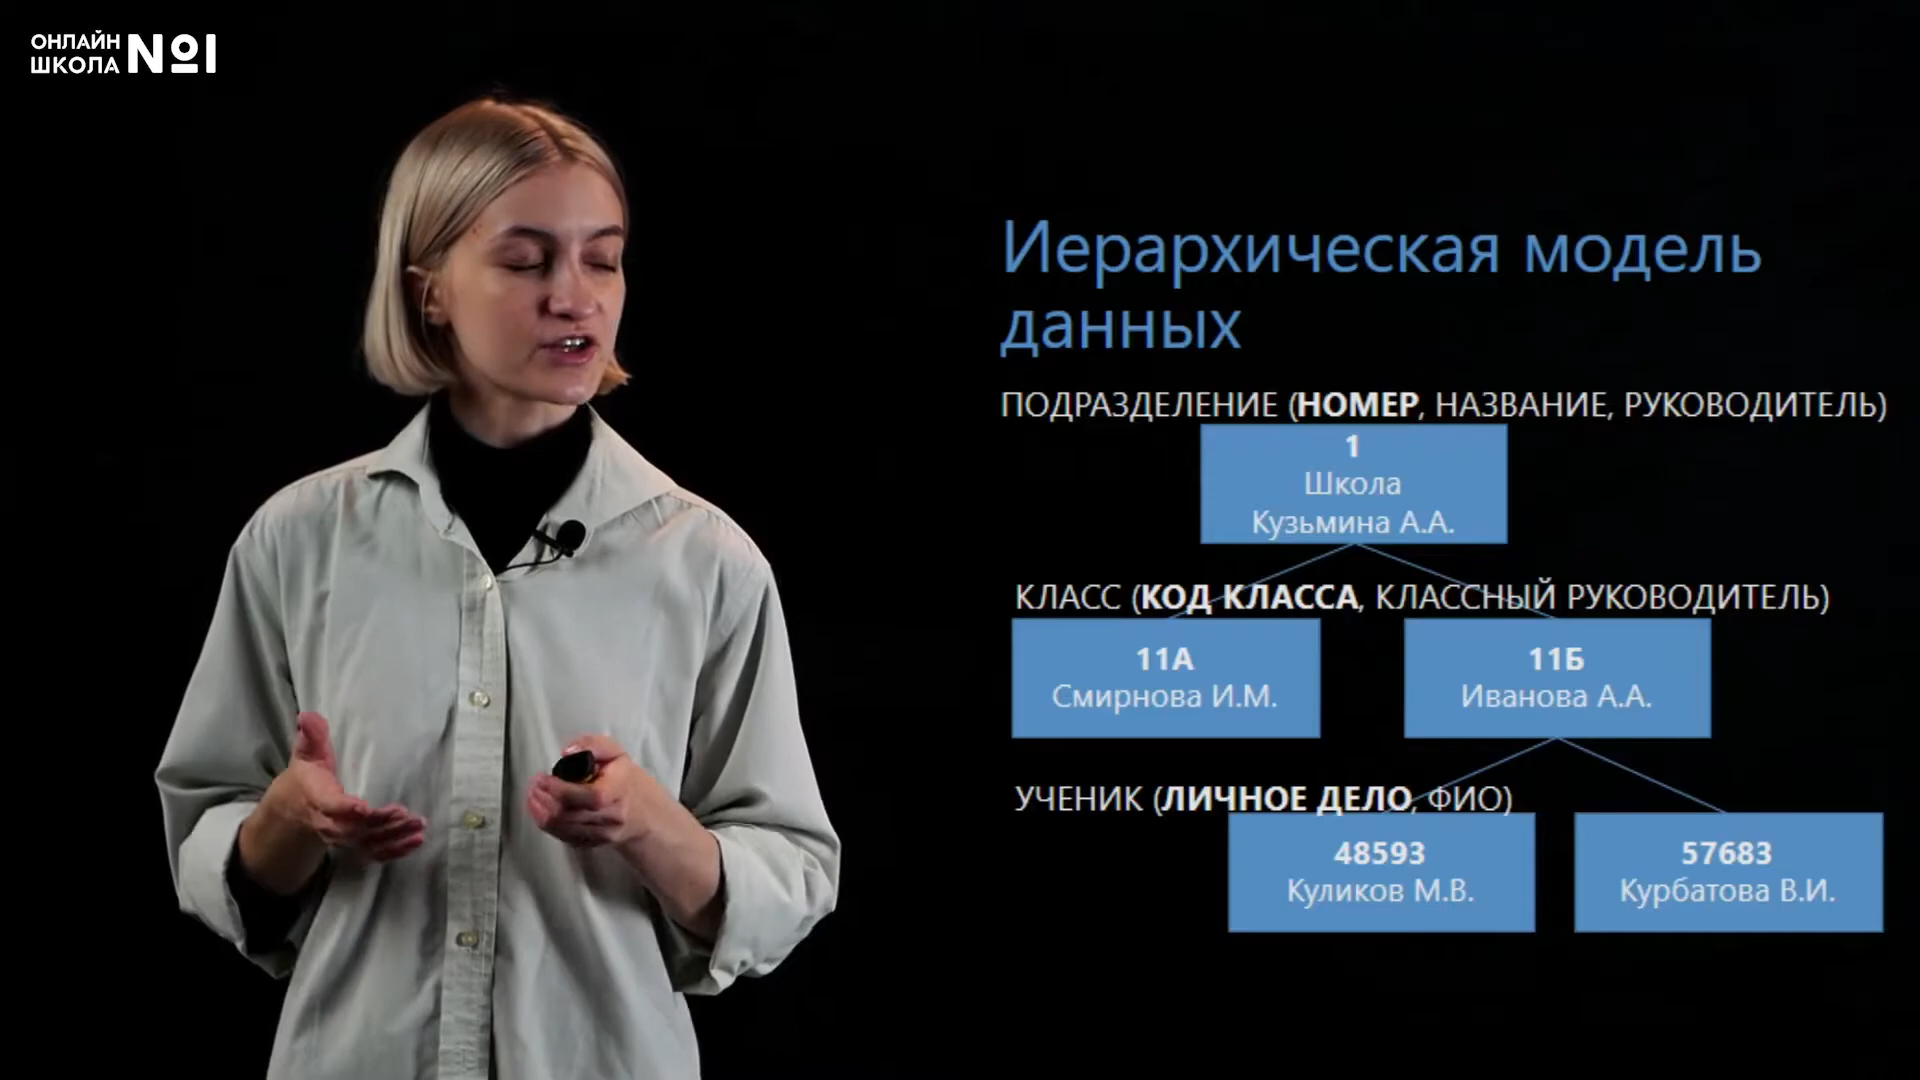 ОНЛАЙН
ШКОЛА №1
Иерархическая модель
данных
ПОДРАЗДЕЛЕНИЕ (НОМЕР, НАЗВАНИЕ, РУКОВОДИТЕЛЬ)
1
Школа
Кузьмина А.А.
КЛАСС (КОД КЛАССА, КЛАССНЫЙ РУКОВОДИТЕЛЬ)
11А
Смирнова И.М.
11Б
Иванова А.А.
УЧЕНИК (ЛИЧНОЕ ДЕЛО, ФИО)
48593
Куликов М.В.
57683
Курбатова В.И.